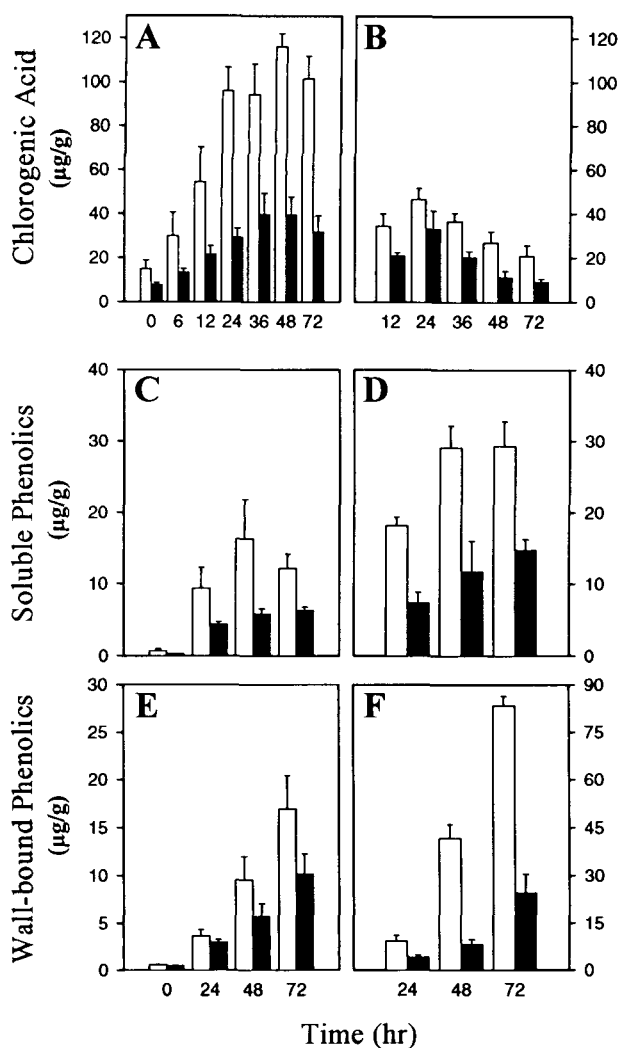 A
B
Chlorogenic Acid
(µg/g)
120
100
80
60
40
20
0
120
100
80
60
40
20
0
0 6 12 24 36 48 72
12 24 36 48 72
C
D
Soluble Phenolics
(µg/g)
40
30
20
10
0
40
30
20
10
0
E
F
Wall-bound Phenolics
(µg/g)
30
25
20
15
10
5
0
90
75
60
45
30
15
0
0 24 48 72
24 48 72
Time (hr)